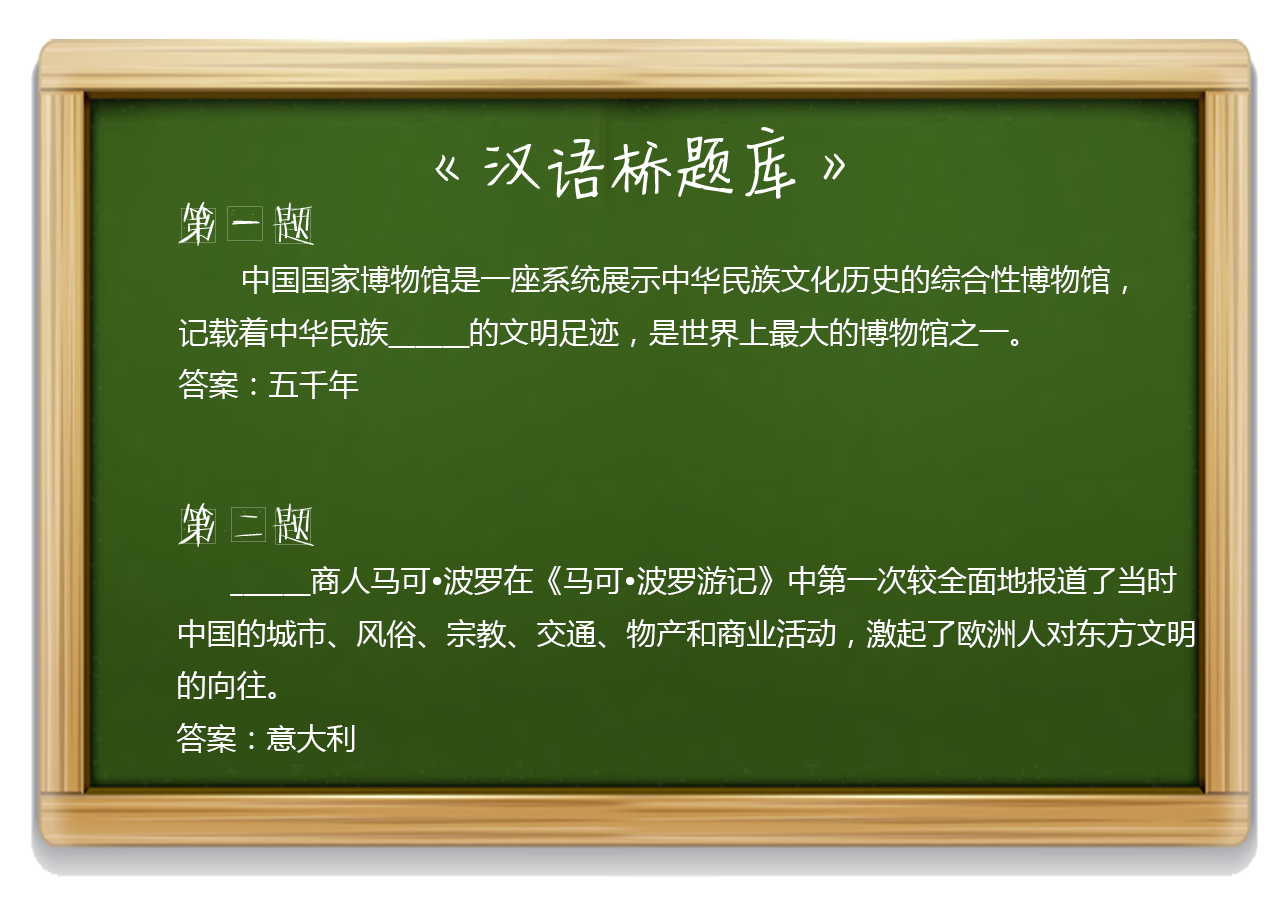 《汉语桥题库》
第一题
中国国家博物馆是一座系统展示中华民族文化历史的综合性博物馆，
记载着中华民族______的文明足迹，是世界上最大的博物馆之一。
答案：五千年
第二题
______商人马可•波罗在《马可•波罗游记》中第一次较全面地报道了当时
中国的城市、风俗、宗教、交通、物产和商业活动，激起了欧洲人对东方文明
的向往。
答案：意大利